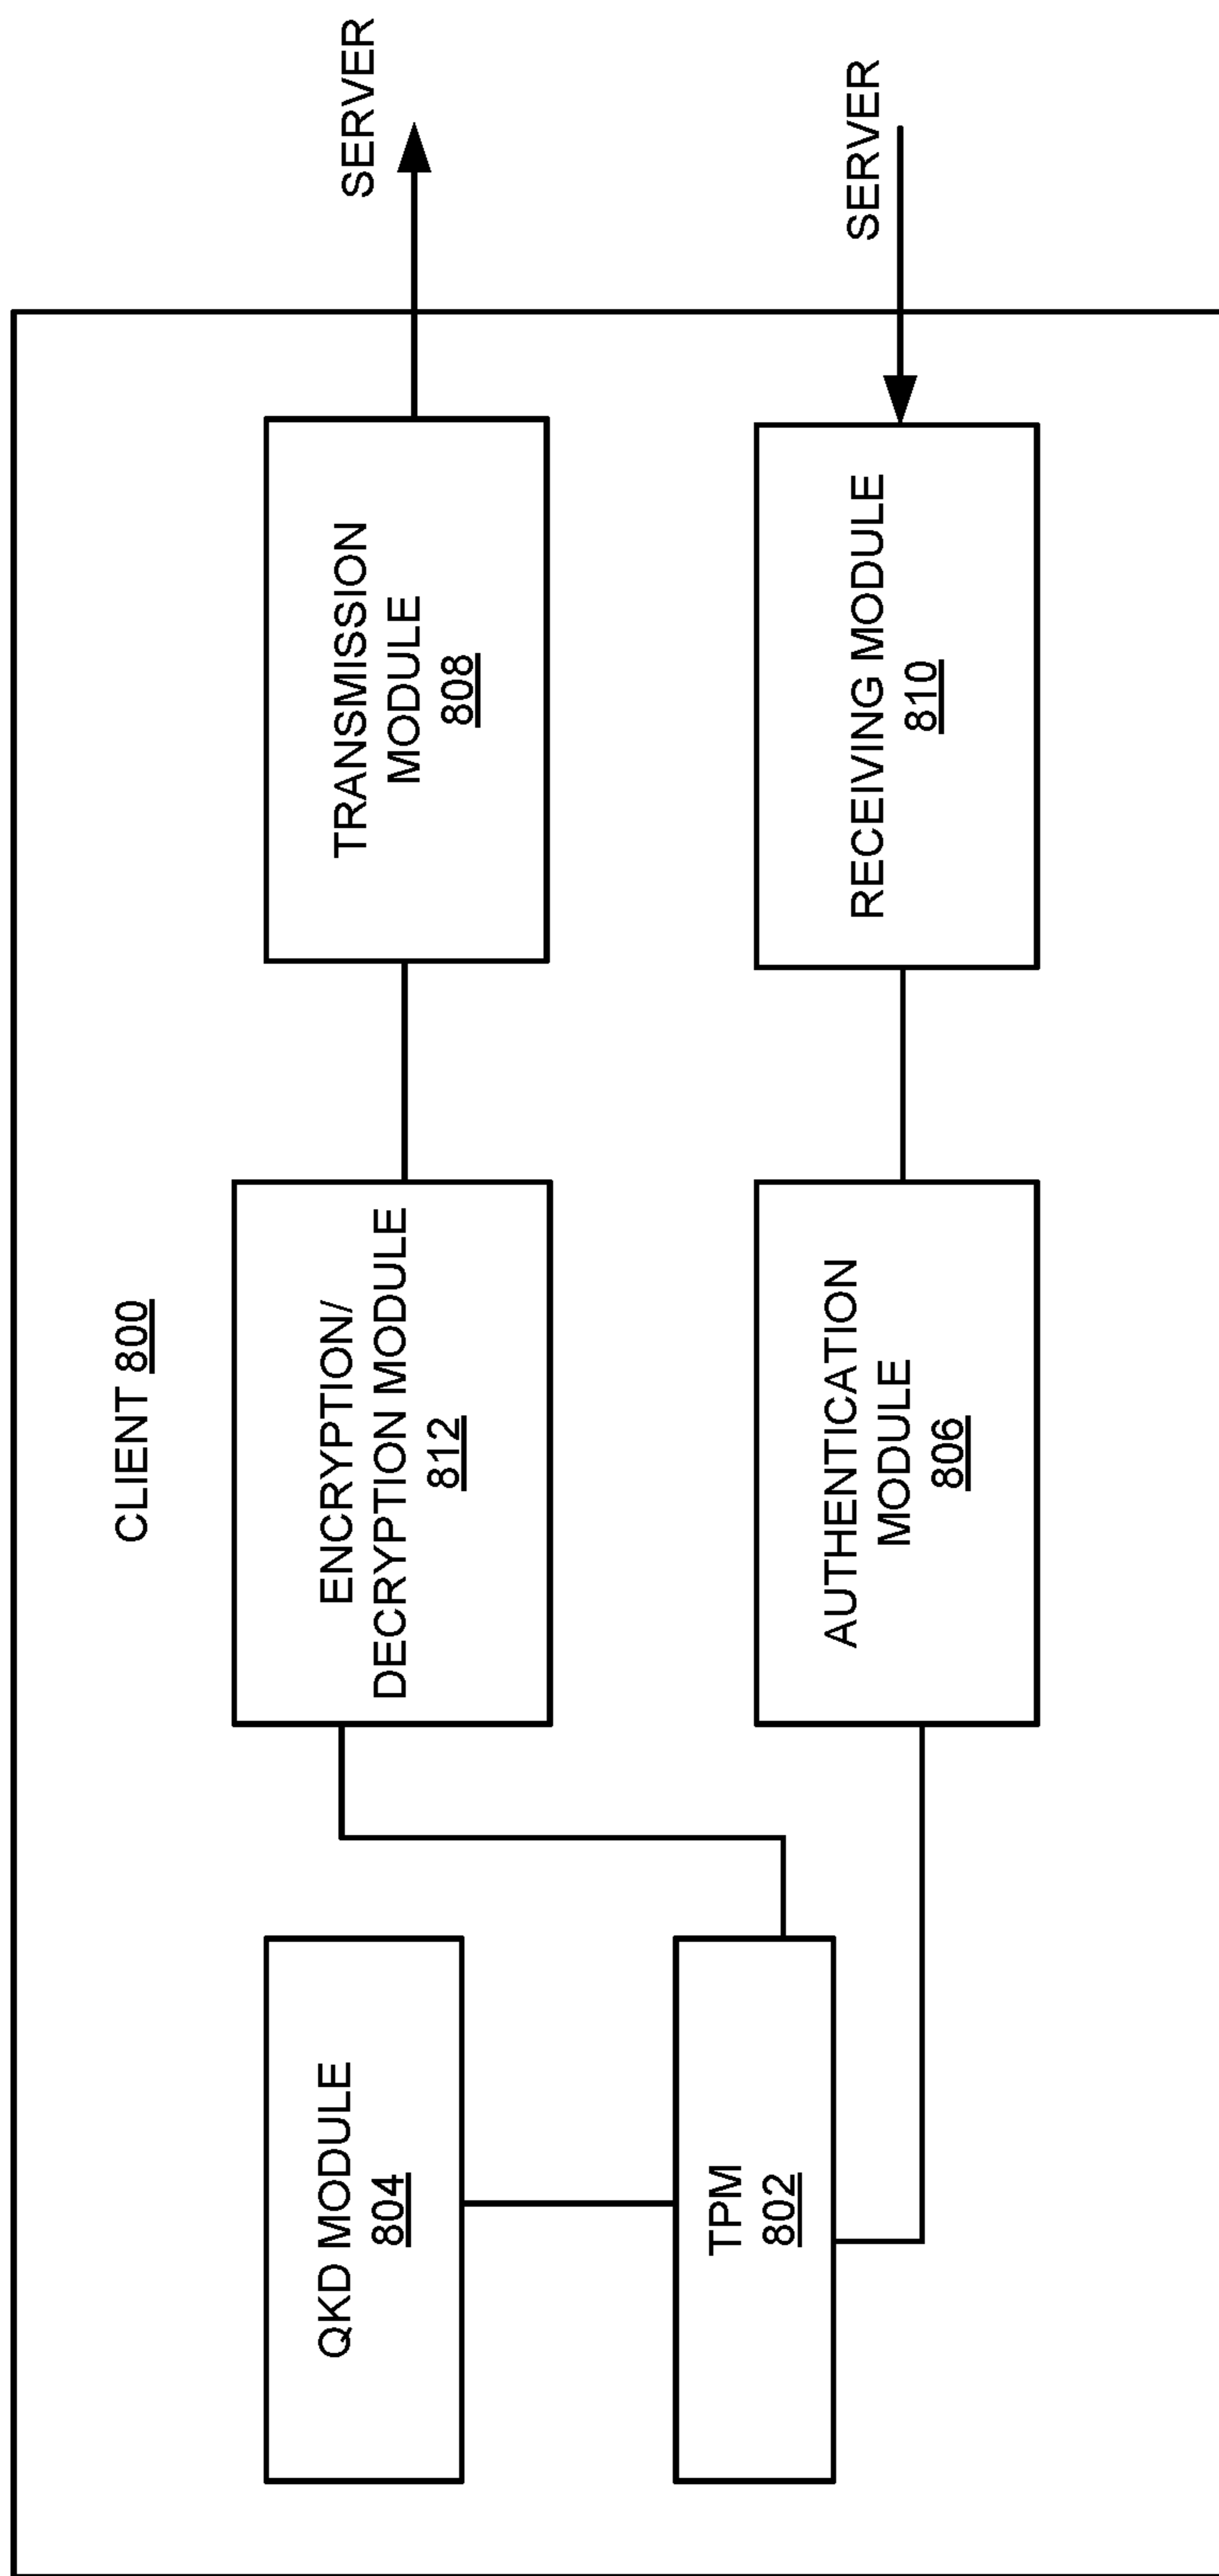 CLIENT 800
QKD MODULE
804
ENCRYPTION/
DECRYPTION MODULE
812
TRANSMISSION
MODULE
808
SERVER
TPM
802
AUTHENTICATION
MODULE
806
RECEIVING MODULE
810
SERVER